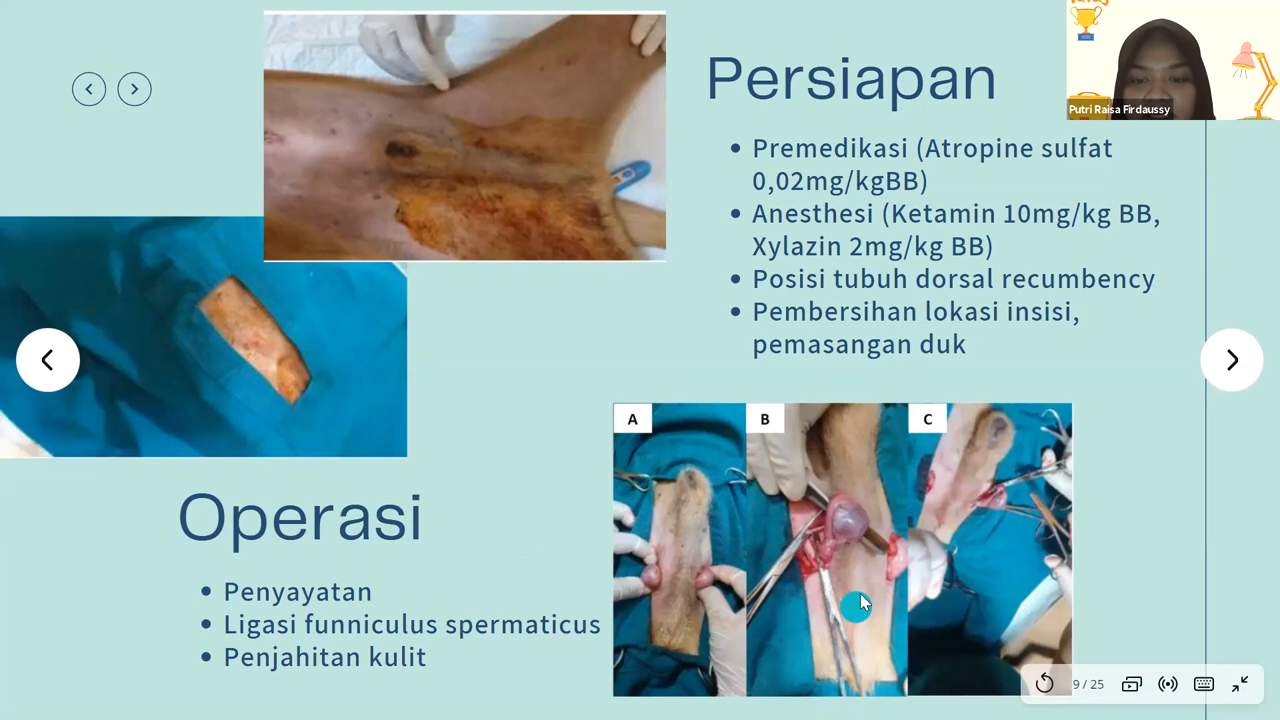 Persiapan
Putri Raisa Firdaussy
• Premedikasi (Atropine sulfat
0,02mg/kgBB)
• Anesthesi (Ketamin 10mg/kg BB,
Xylazin 2mg/kg BB)
• Posisi tubuh dorsal recumbency
• Pembersihan lokasi insisi,
pemasangan duk
A
B
C
Operasi
• Penyayatan
• Ligasi funniculus spermaticus
• Penjahitan kulit
9 / 25